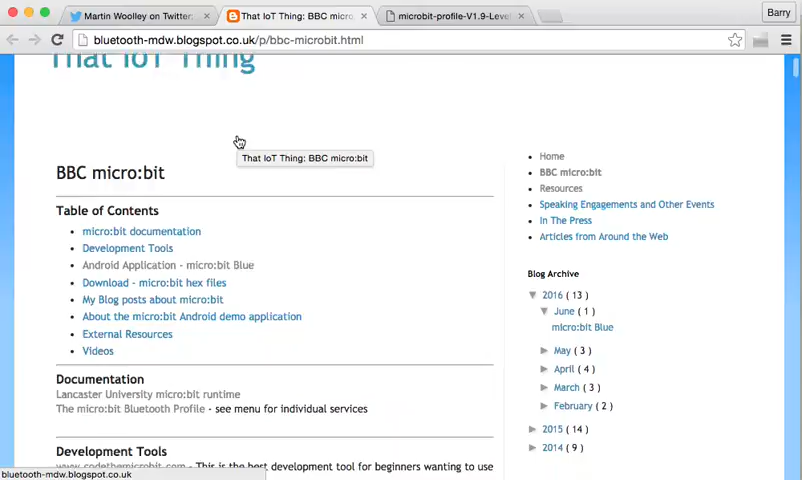 Martin Woolley on Twitter:
That IoT Thing: BBC micro:
microbit-profile-V1.9-Level
Barry
bluetooth-mdw.blogspot.co.uk/p/bbc-microbit.html
That IoT Thing
That IoT Thing: BBC micro:bit
BBC micro:bit
Table of Contents
micro:bit documentation
Development Tools
Android Application - micro:bit Blue
Download - micro:bit hex files
My Blog posts about micro:bit
About the micro:bit Android demo application
External Resources
Videos
Documentation
Lancaster University micro:bit runtime
The micro:bit Bluetooth Profile - see menu for individual services
Development Tools
www.codethemicrobit.com - This is the best development tool for beginners wanting to use
bluetooth-mdw.blogspot.co.uk
Home
BBC micro:bit
Resources
Speaking Engagements and Other Events
In The Press
Articles from Around the Web
Blog Archive
▼ 2016 ( 13 )
▼ June ( 1 )
micro:bit Blue
► May ( 3 )
► April ( 4 )
► March ( 3 )
► February ( 2 )
► 2015 ( 14 )
► 2014 ( 9 )